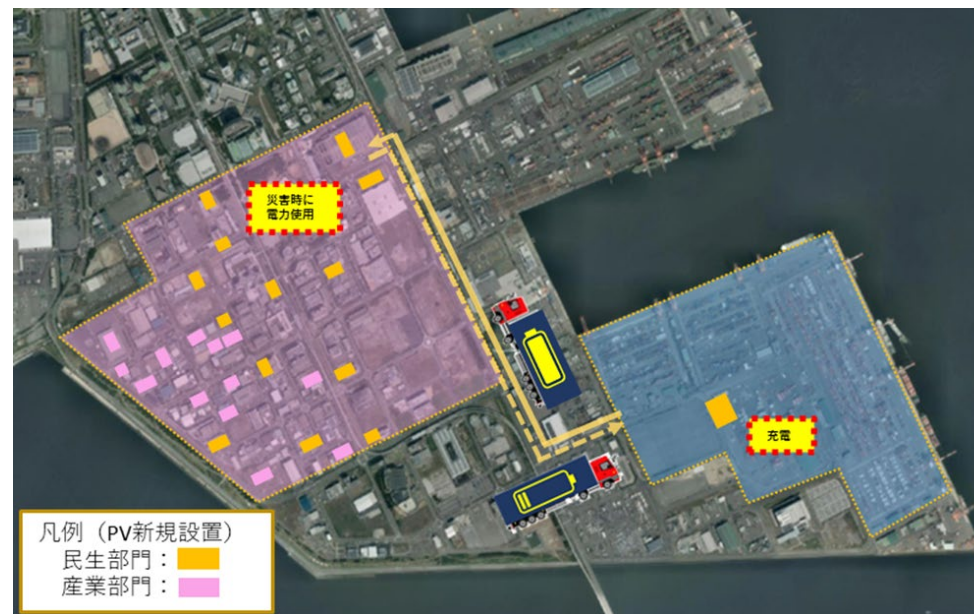 災害時に
電力使用
充電
凡例（PV新規設置）
民生部門：
産業部門：